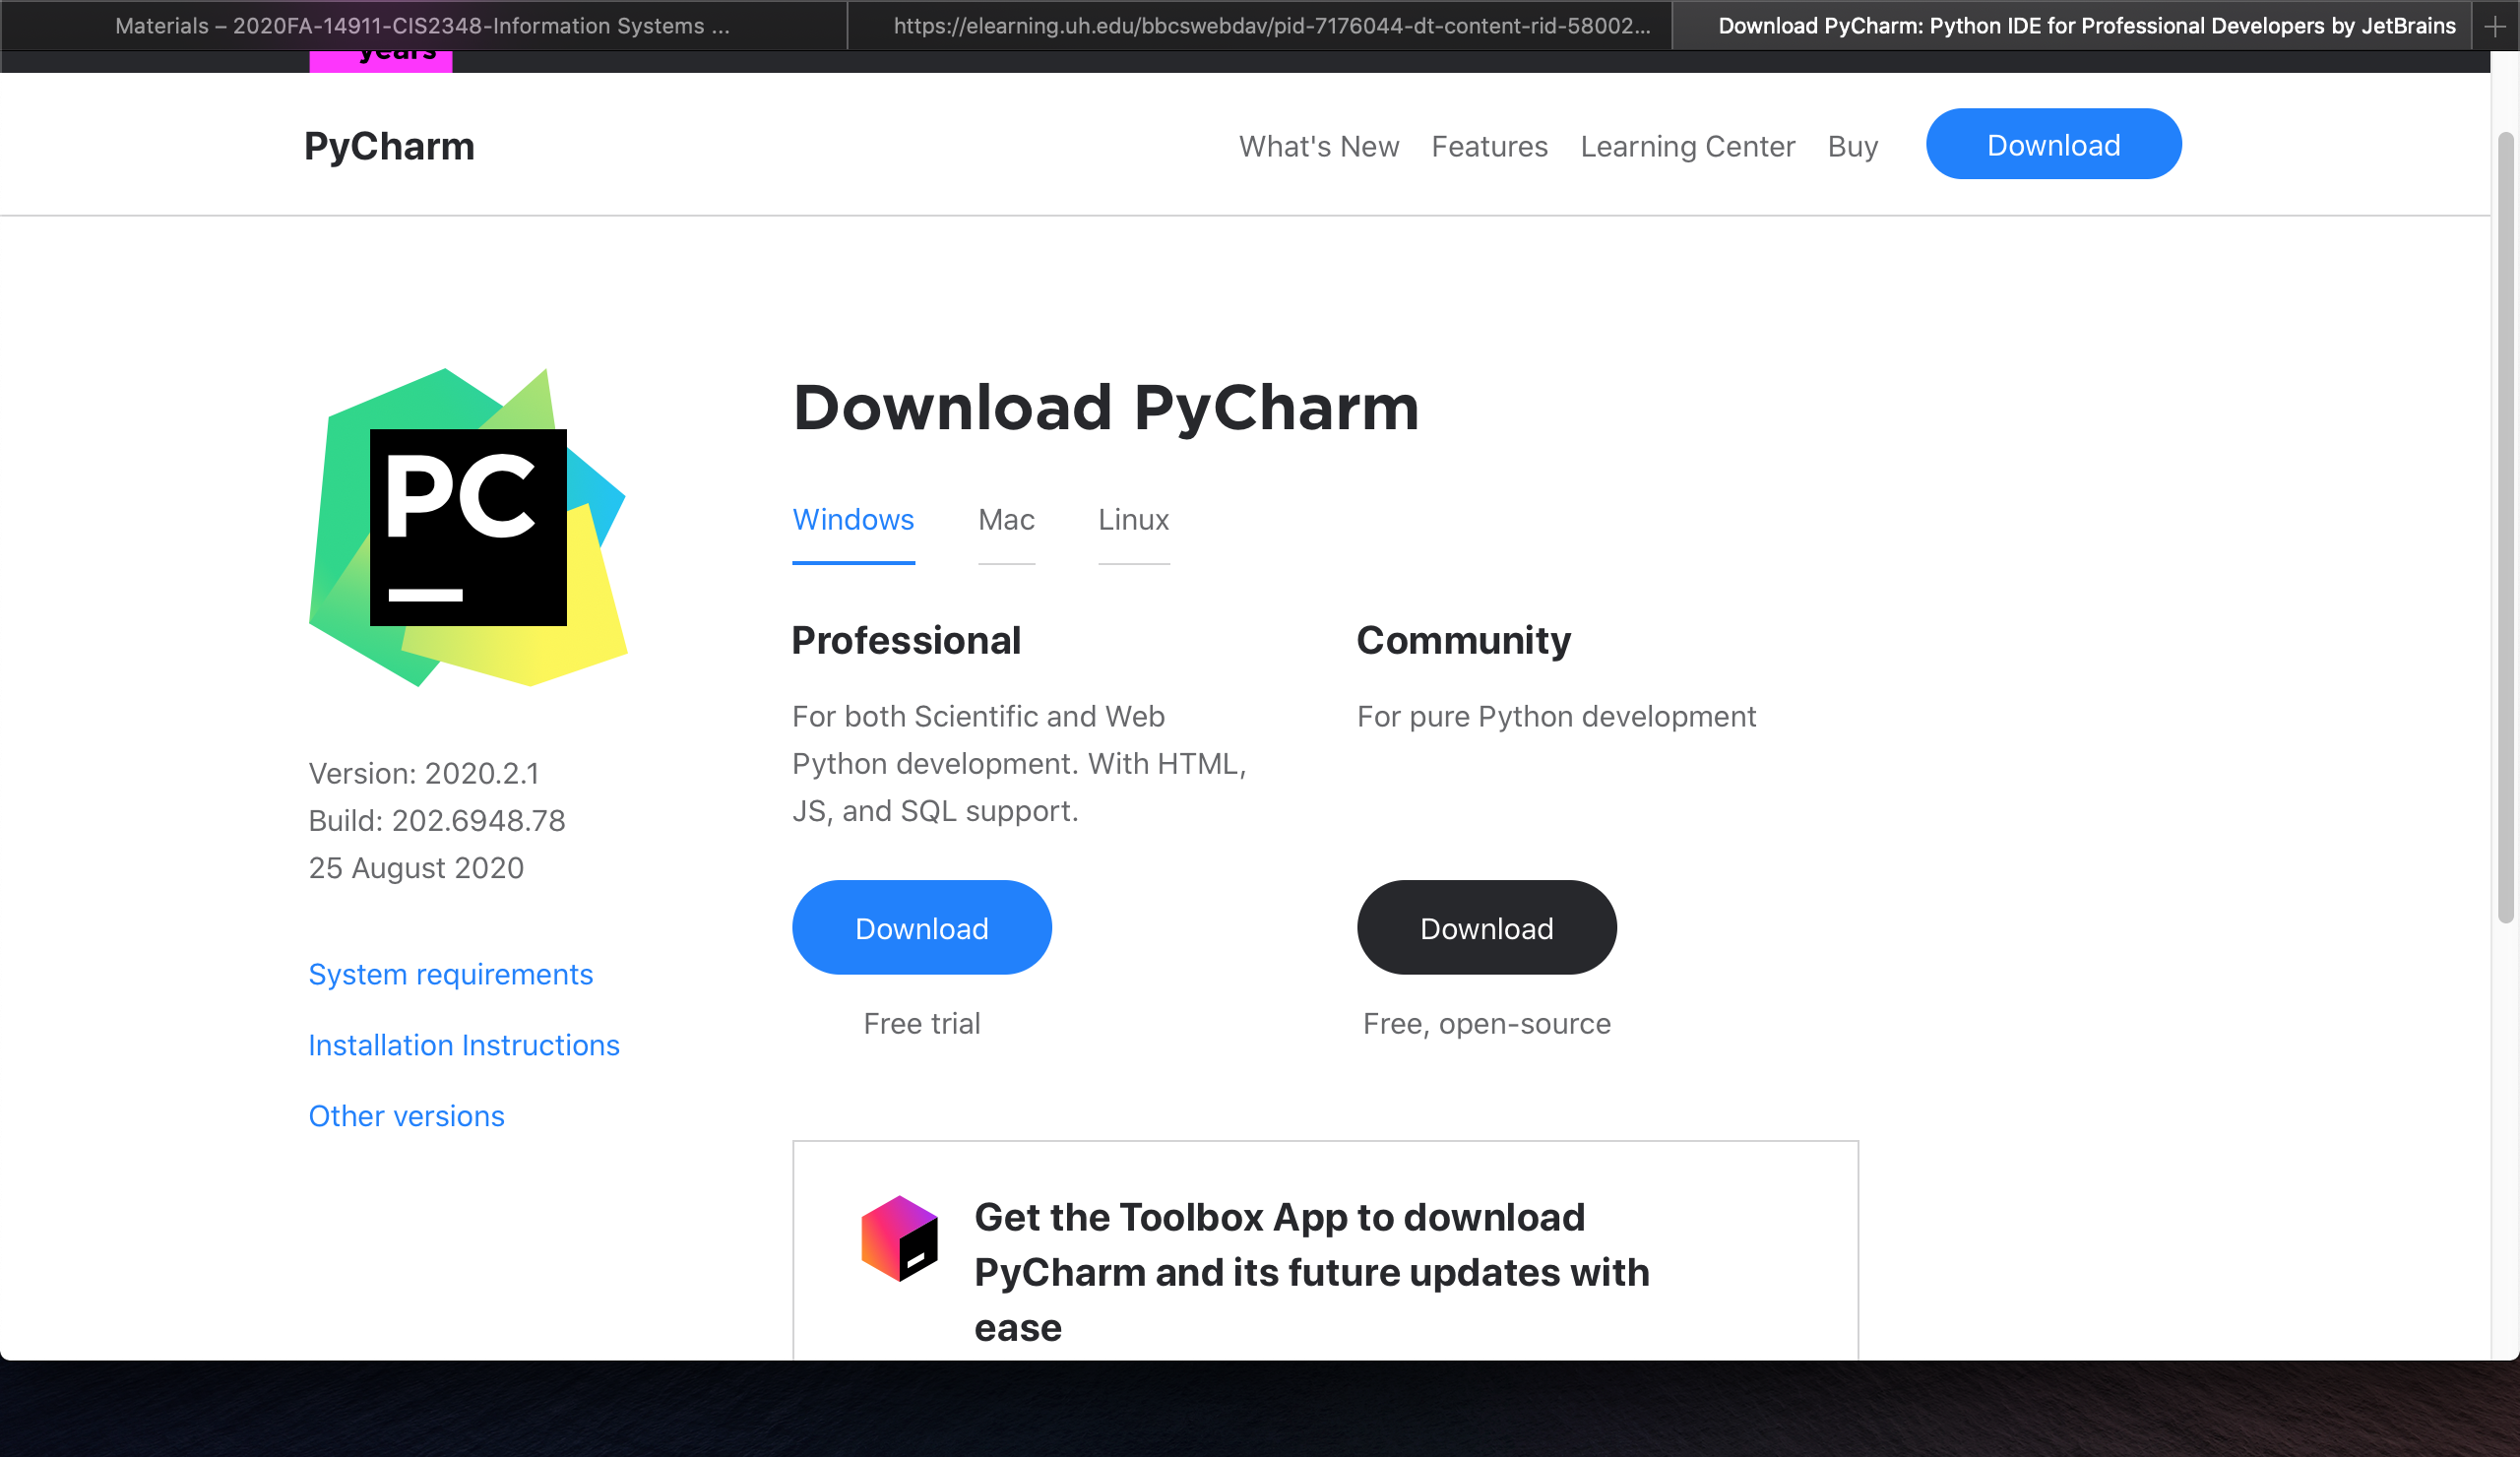 Materials – 2020FA-14911-CIS2348-Information Systems ...
https://elearning.uh.edu/bbcswebdav/pid-7176044-dt-content-rid-58002...
Download PyCharm: Python IDE for Professional Developers by JetBrains
years
PyCharm
What's New
Features
Learning Center
Buy
Download
PC
Version: 2020.2.1
Build: 202.6948.78
25 August 2020
System requirements
Installation Instructions
Other versions
Download PyCharm
Windows
Mac
Linux
Professional
For both Scientific and Web
Python development. With HTML,
JS, and SQL support.
Download
Free trial
Community
For pure Python development
Download
Free, open-source
Get the Toolbox App to download
PyCharm and its future updates with
ease